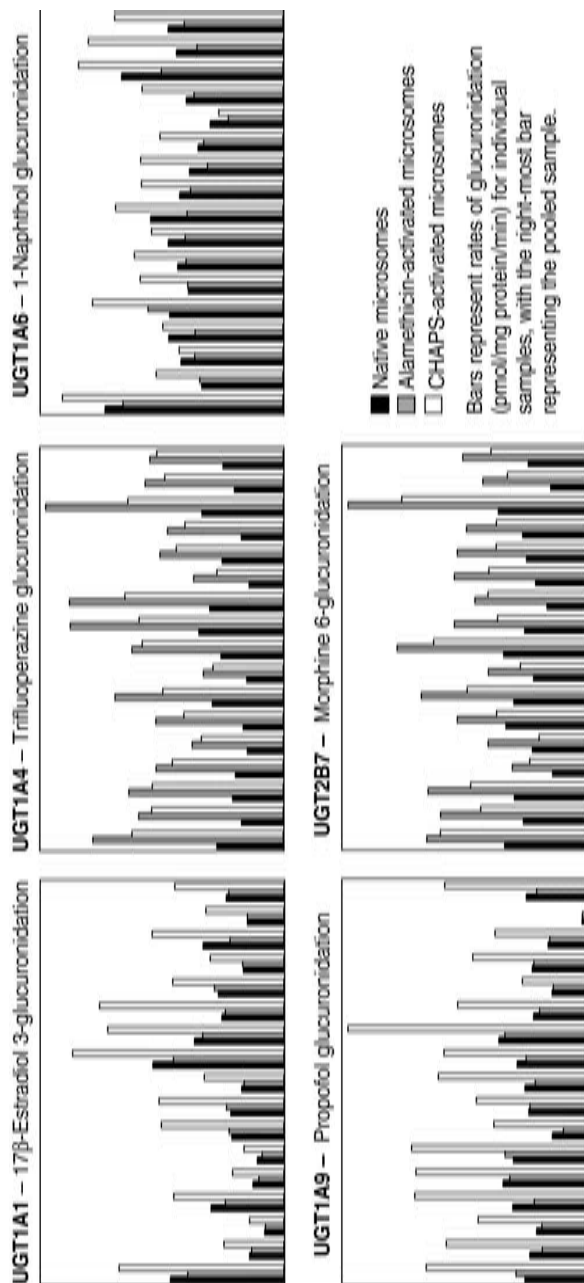 UGT1A1 – 17β-Estradiol 3-glucuronidation
UGT1A4 – Trifluoperazine glucuronidation
UGT1A6 – 1-Naphthol glucuronidation
UGT1A9 – Propofol glucuronidation
UGT2B7 – Morphine 6-glucuronidation
Native microsomes
Alamethicin-activated microsomes
CHAPS-activated microsomes
Bars represent rates of glucuronidation
(pmol/mg protein/min) for individual
samples, with the right-most bar
representing the pooled sample.